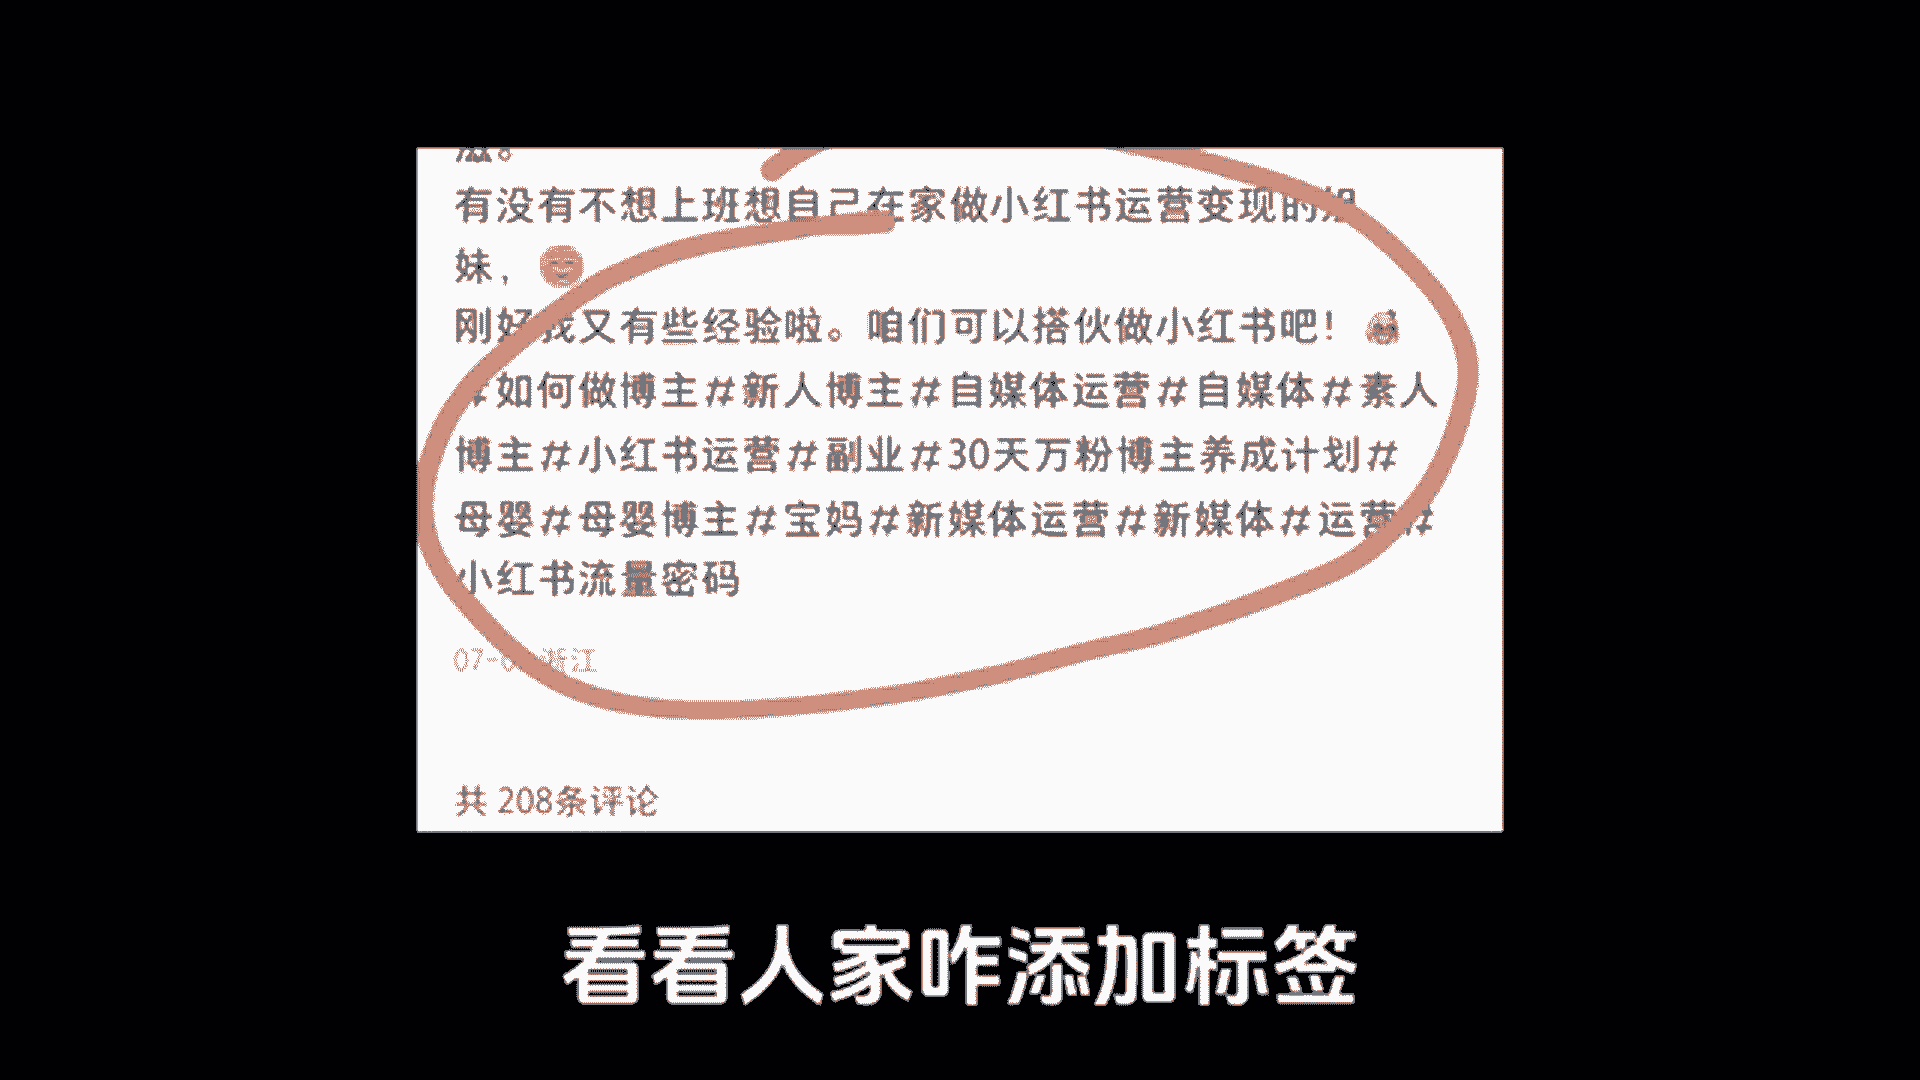 有没有不想上班想自己在家做小红书运营变现的姐
妹，
刚好我又有些经验啦。咱们可以搭伙做小红书吧！
#如何做博主#新人博主#自媒体运营#自媒体#素人
博主#小红书运营#副业#30天万粉博主养成计划#
母婴#母婴博主#宝妈#新媒体运营#新媒体#运营#
小红书流量密码
浙江
共 208条评论
看看人家咋添加标签